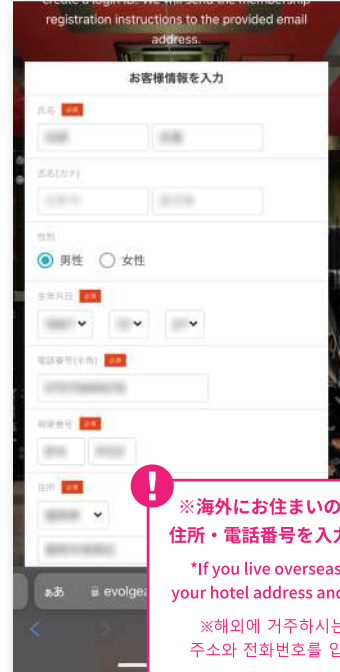 create a login ID. We will send the membership
registration instructions to the provided email
address.
お客様情報を入力
氏名 必須
氏名(カナ)
性別
男性 女性
生年月日 必須
電話番号(半角) 必須
郵便番号 必須
住所 必須
!
※海外にお住まいの
住所・電話番号を入力
*If you live overseas
your hotel address and
※해외에 거주하시는
주소와 전화번호를 입
ああ evolgea